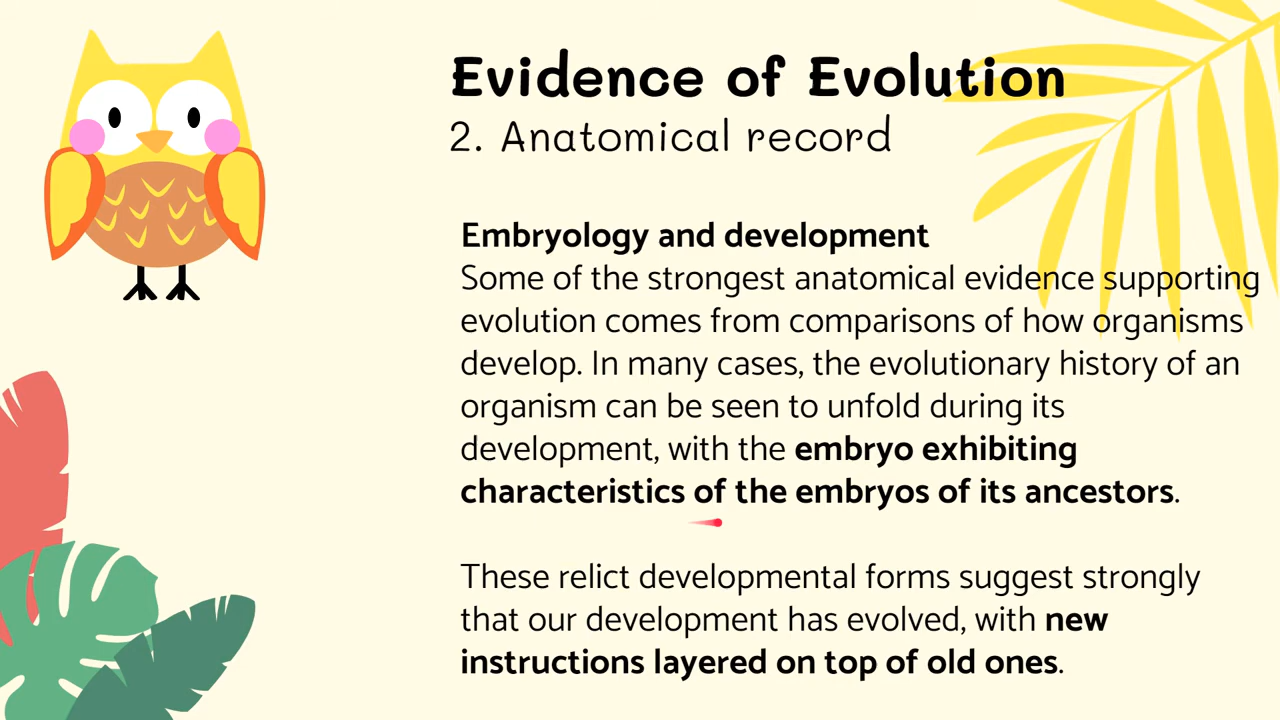 Evidence of Evolution
2. Anatomical record
Embryology and development
Some of the strongest anatomical evidence supporting
evolution comes from comparisons of how organisms
develop. In many cases, the evolutionary history of an
organism can be seen to unfold during its
development, with the embryo exhibiting
characteristics of the embryos of its ancestors.
These relict developmental forms suggest strongly
that our development has evolved, with new
instructions layered on top of old ones.